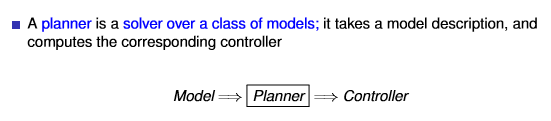 A planner is a solver over a class of models; it takes a model description, and
computes the corresponding controller
Model ⟹ Planner ⟹ Controller